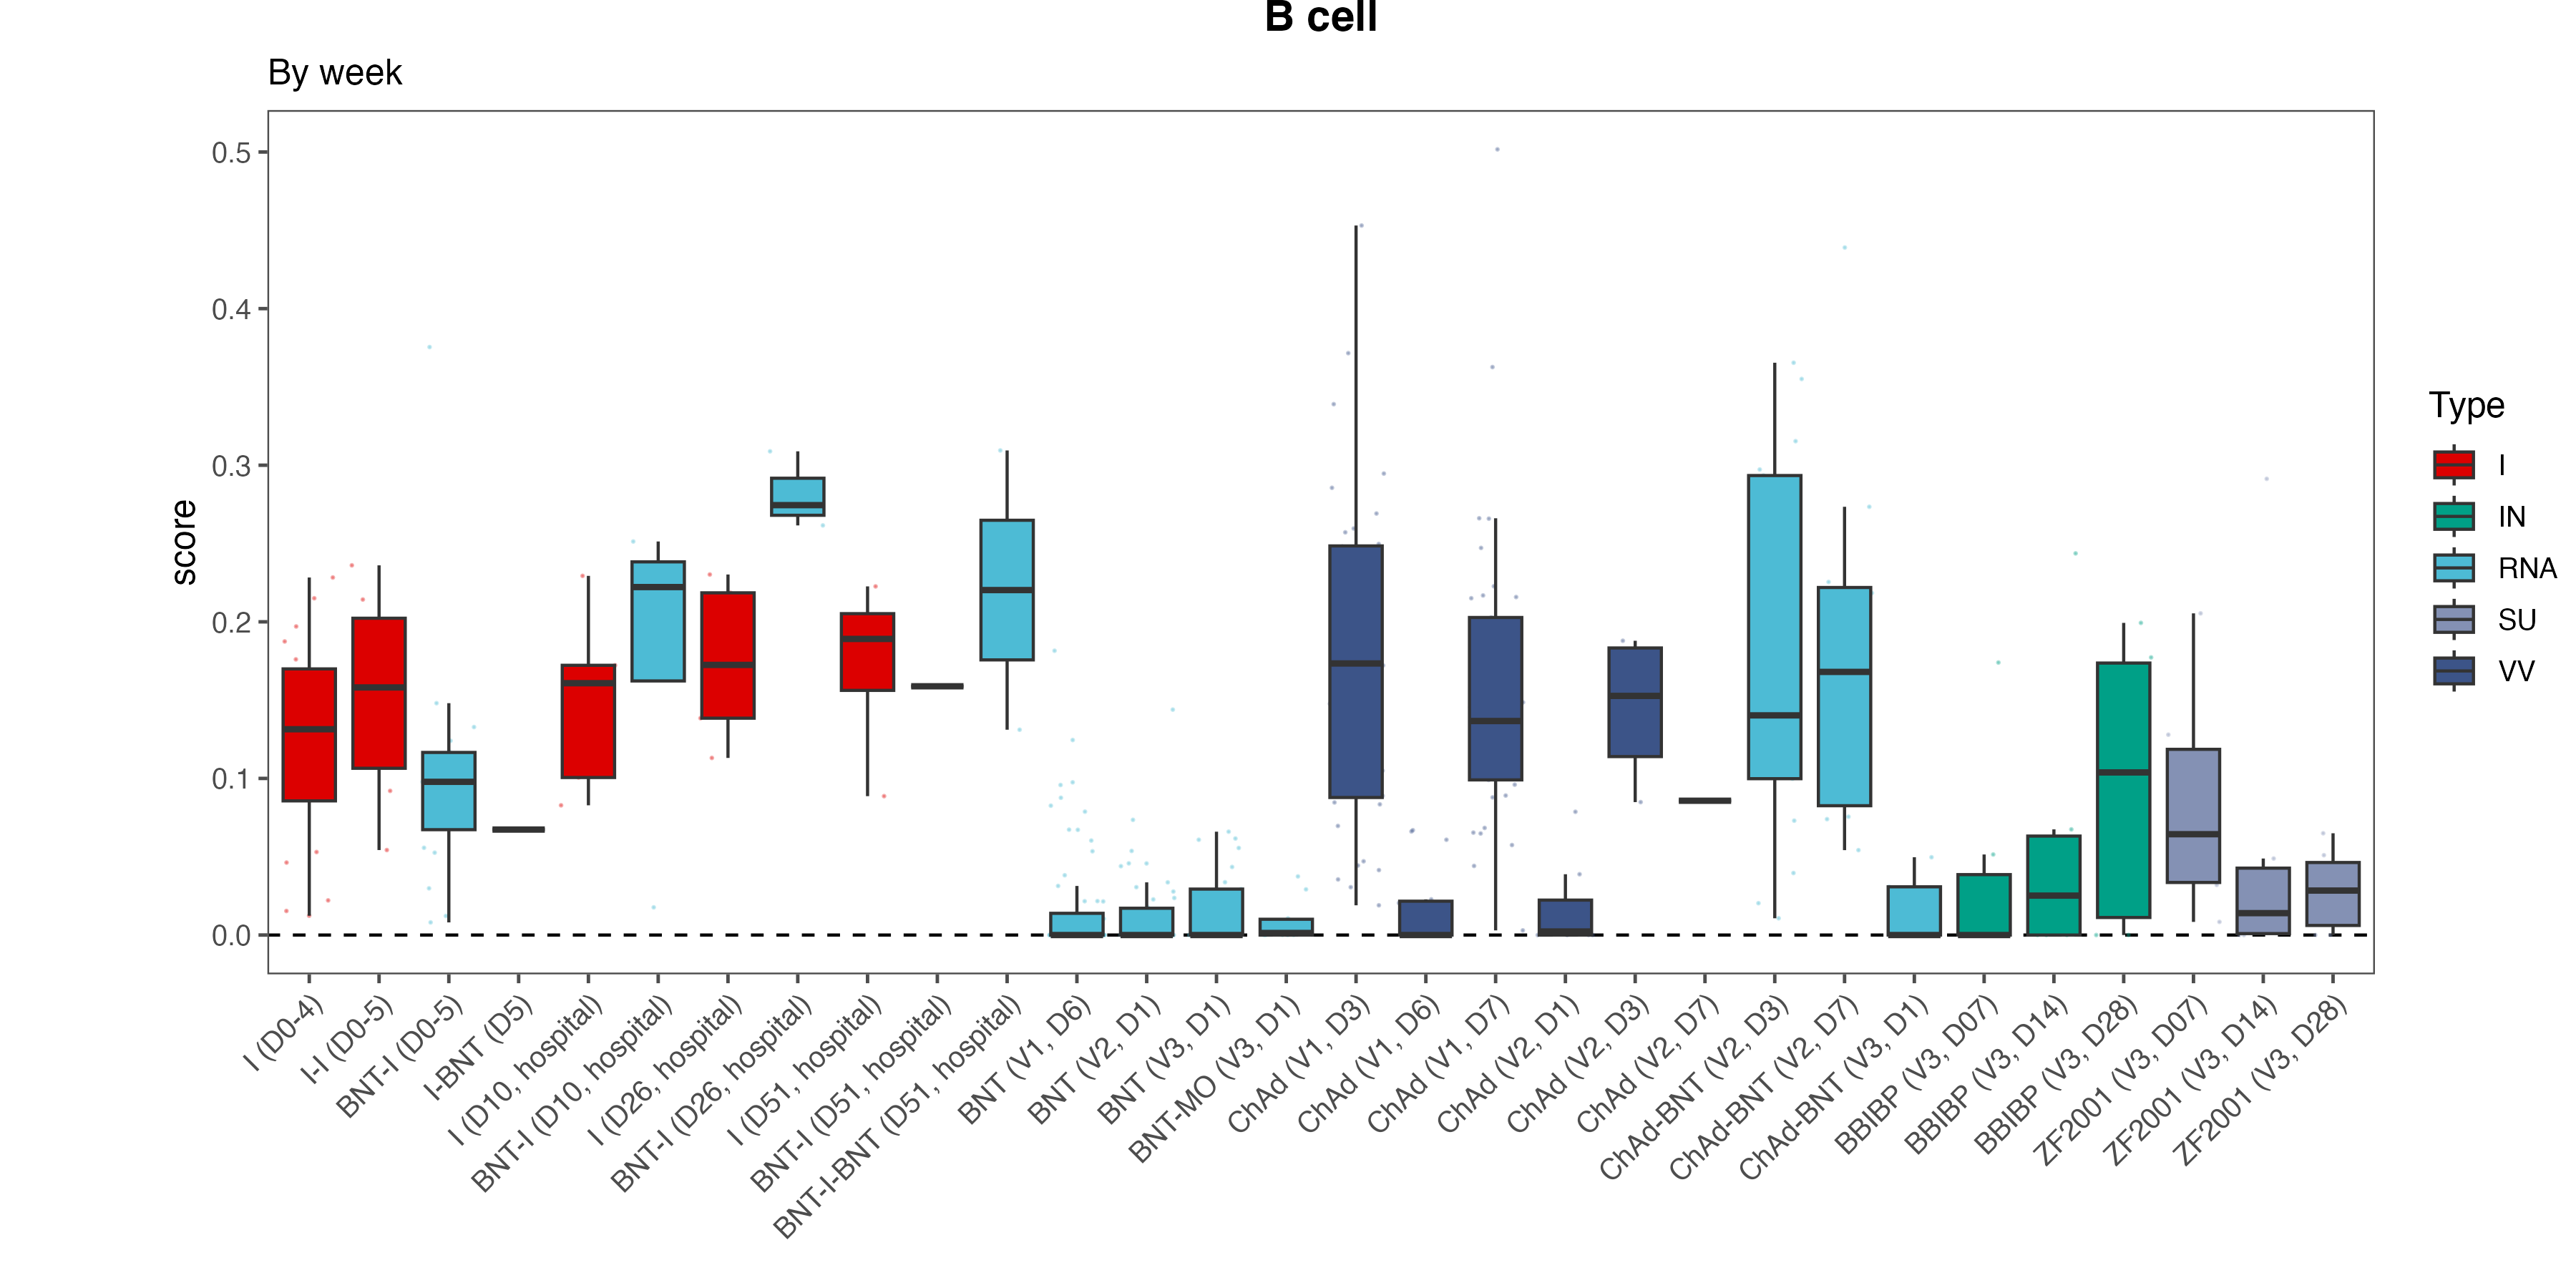 B cell
By week
0.5
0.4
0.3
0.2
0.1
0.0
score
I (D0-4)
I-I (D0-5)
BNT-I (D0-5)
I-BNT (D5)
I (D10, hospital)
BNT-I (D10, hospital)
I (D26, hospital)
BNT-I (D26, hospital)
I (D51, hospital)
BNT-I (D51, hospital)
BNT-I-BNT (D51, hospital)
BNT (V1, D6)
BNT (V2, D1)
BNT (V3, D1)
BNT-MO (V3, D1)
ChAd (V1, D3)
ChAd (V1, D6)
ChAd (V1, D7)
ChAd (V2, D1)
ChAd (V2, D3)
ChAd (V2, D7)
ChAd-BNT (V2, D3)
ChAd-BNT (V2, D7)
ChAd-BNT (V3, D1)
BBIBP (V3, D07)
BBIBP (V3, D14)
BBIBP (V3, D28)
ZF2001 (V3, D07)
ZF2001 (V3, D14)
ZF2001 (V3, D28)
Type
I
IN
RNA
SU
VV